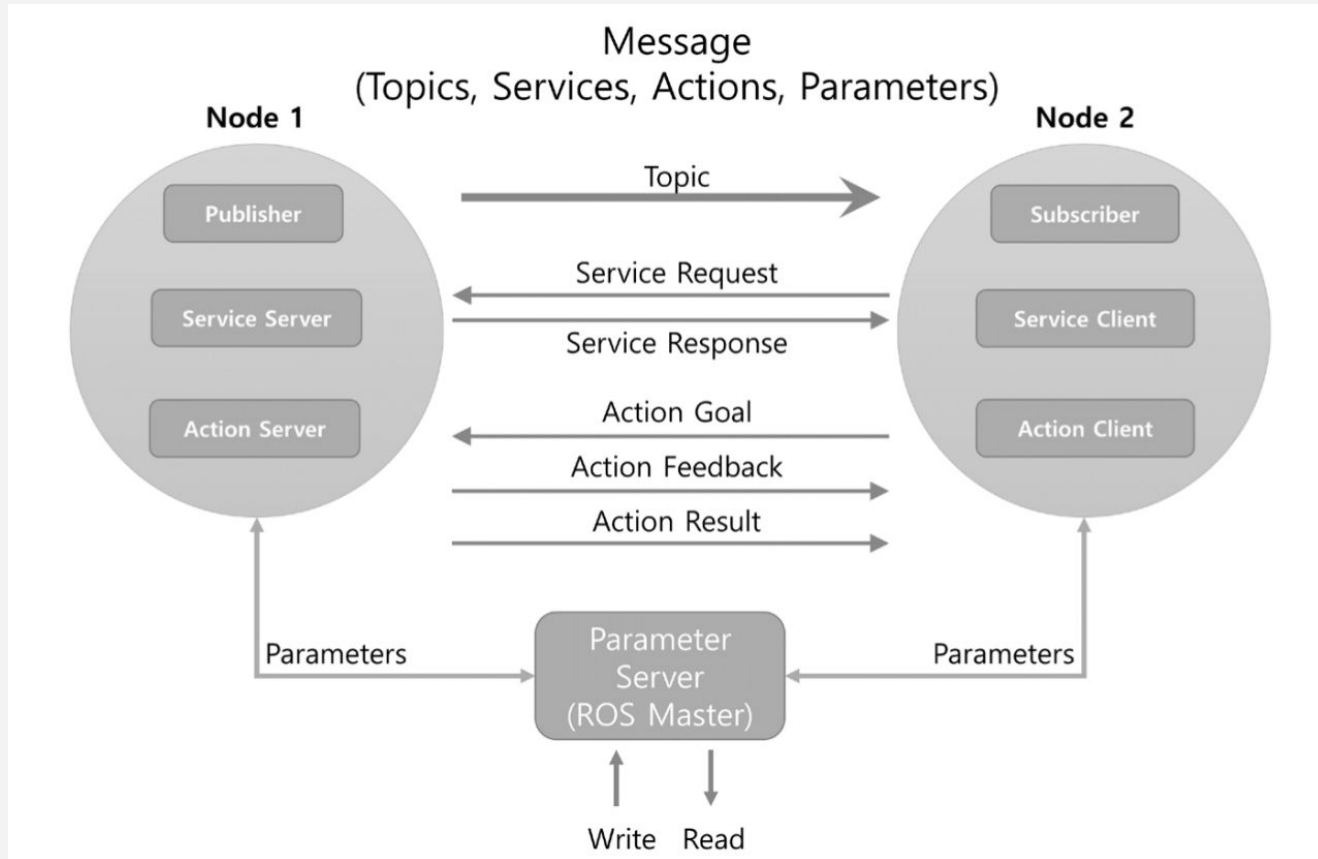 Message
(Topics, Services, Actions, Parameters)
Node 1
Node 2
Publisher
Topic
Subscriber
Service Request
Service Server
Service Client
Service Response
Action Goal
Action Server
Action Client
Action Feedback
Action Result
Parameters
Parameter
Server
(ROS Master)
Parameters
Write
Read